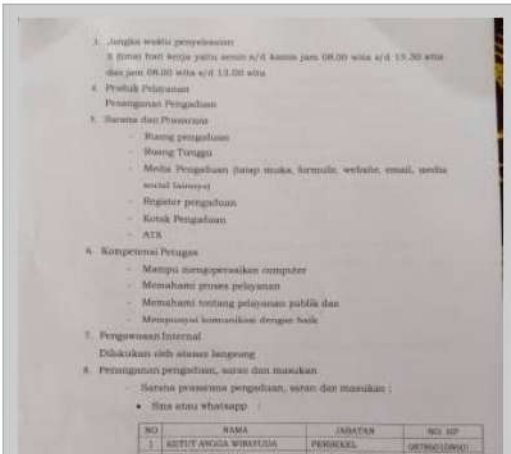 3. Jangka waktu penyelesaian
5 (lima) hari kerja yaitu senin s/d kamis jam 08.00 wita s/d 15.30 wita
dan jam 08.00 wita s/d 13.00 wita
4. Produk Pelayanan
Penanganan Pengaduan
5. Sarana dan Prasarana
- Ruang pengaduan
- Ruang Tunggu
- Media Pengaduan (tatap muka, formulir, website, email, media
social lainnya)
- Register pengaduan
- Kotak Pengaduan
- ATK
6. Kompetensi Petugas
- Mampu mengoperasikan computer
- Memahami proses pelayanan
- Memahami tentang pelayanan publik dan
- Mempunyai komunikasi dengan baik
7. Pengawasan Internal
Dilakukan oleh atasan langsung
8. Penanganan pengaduan, saran dan masukan
- Sarana prasarana pengaduan, saran dan masukan :
• Sms atau whatsapp :
NO NAMA JABATAN NO. HP
1 KETUT ANGGA WIRAYUDA PERBEKEL